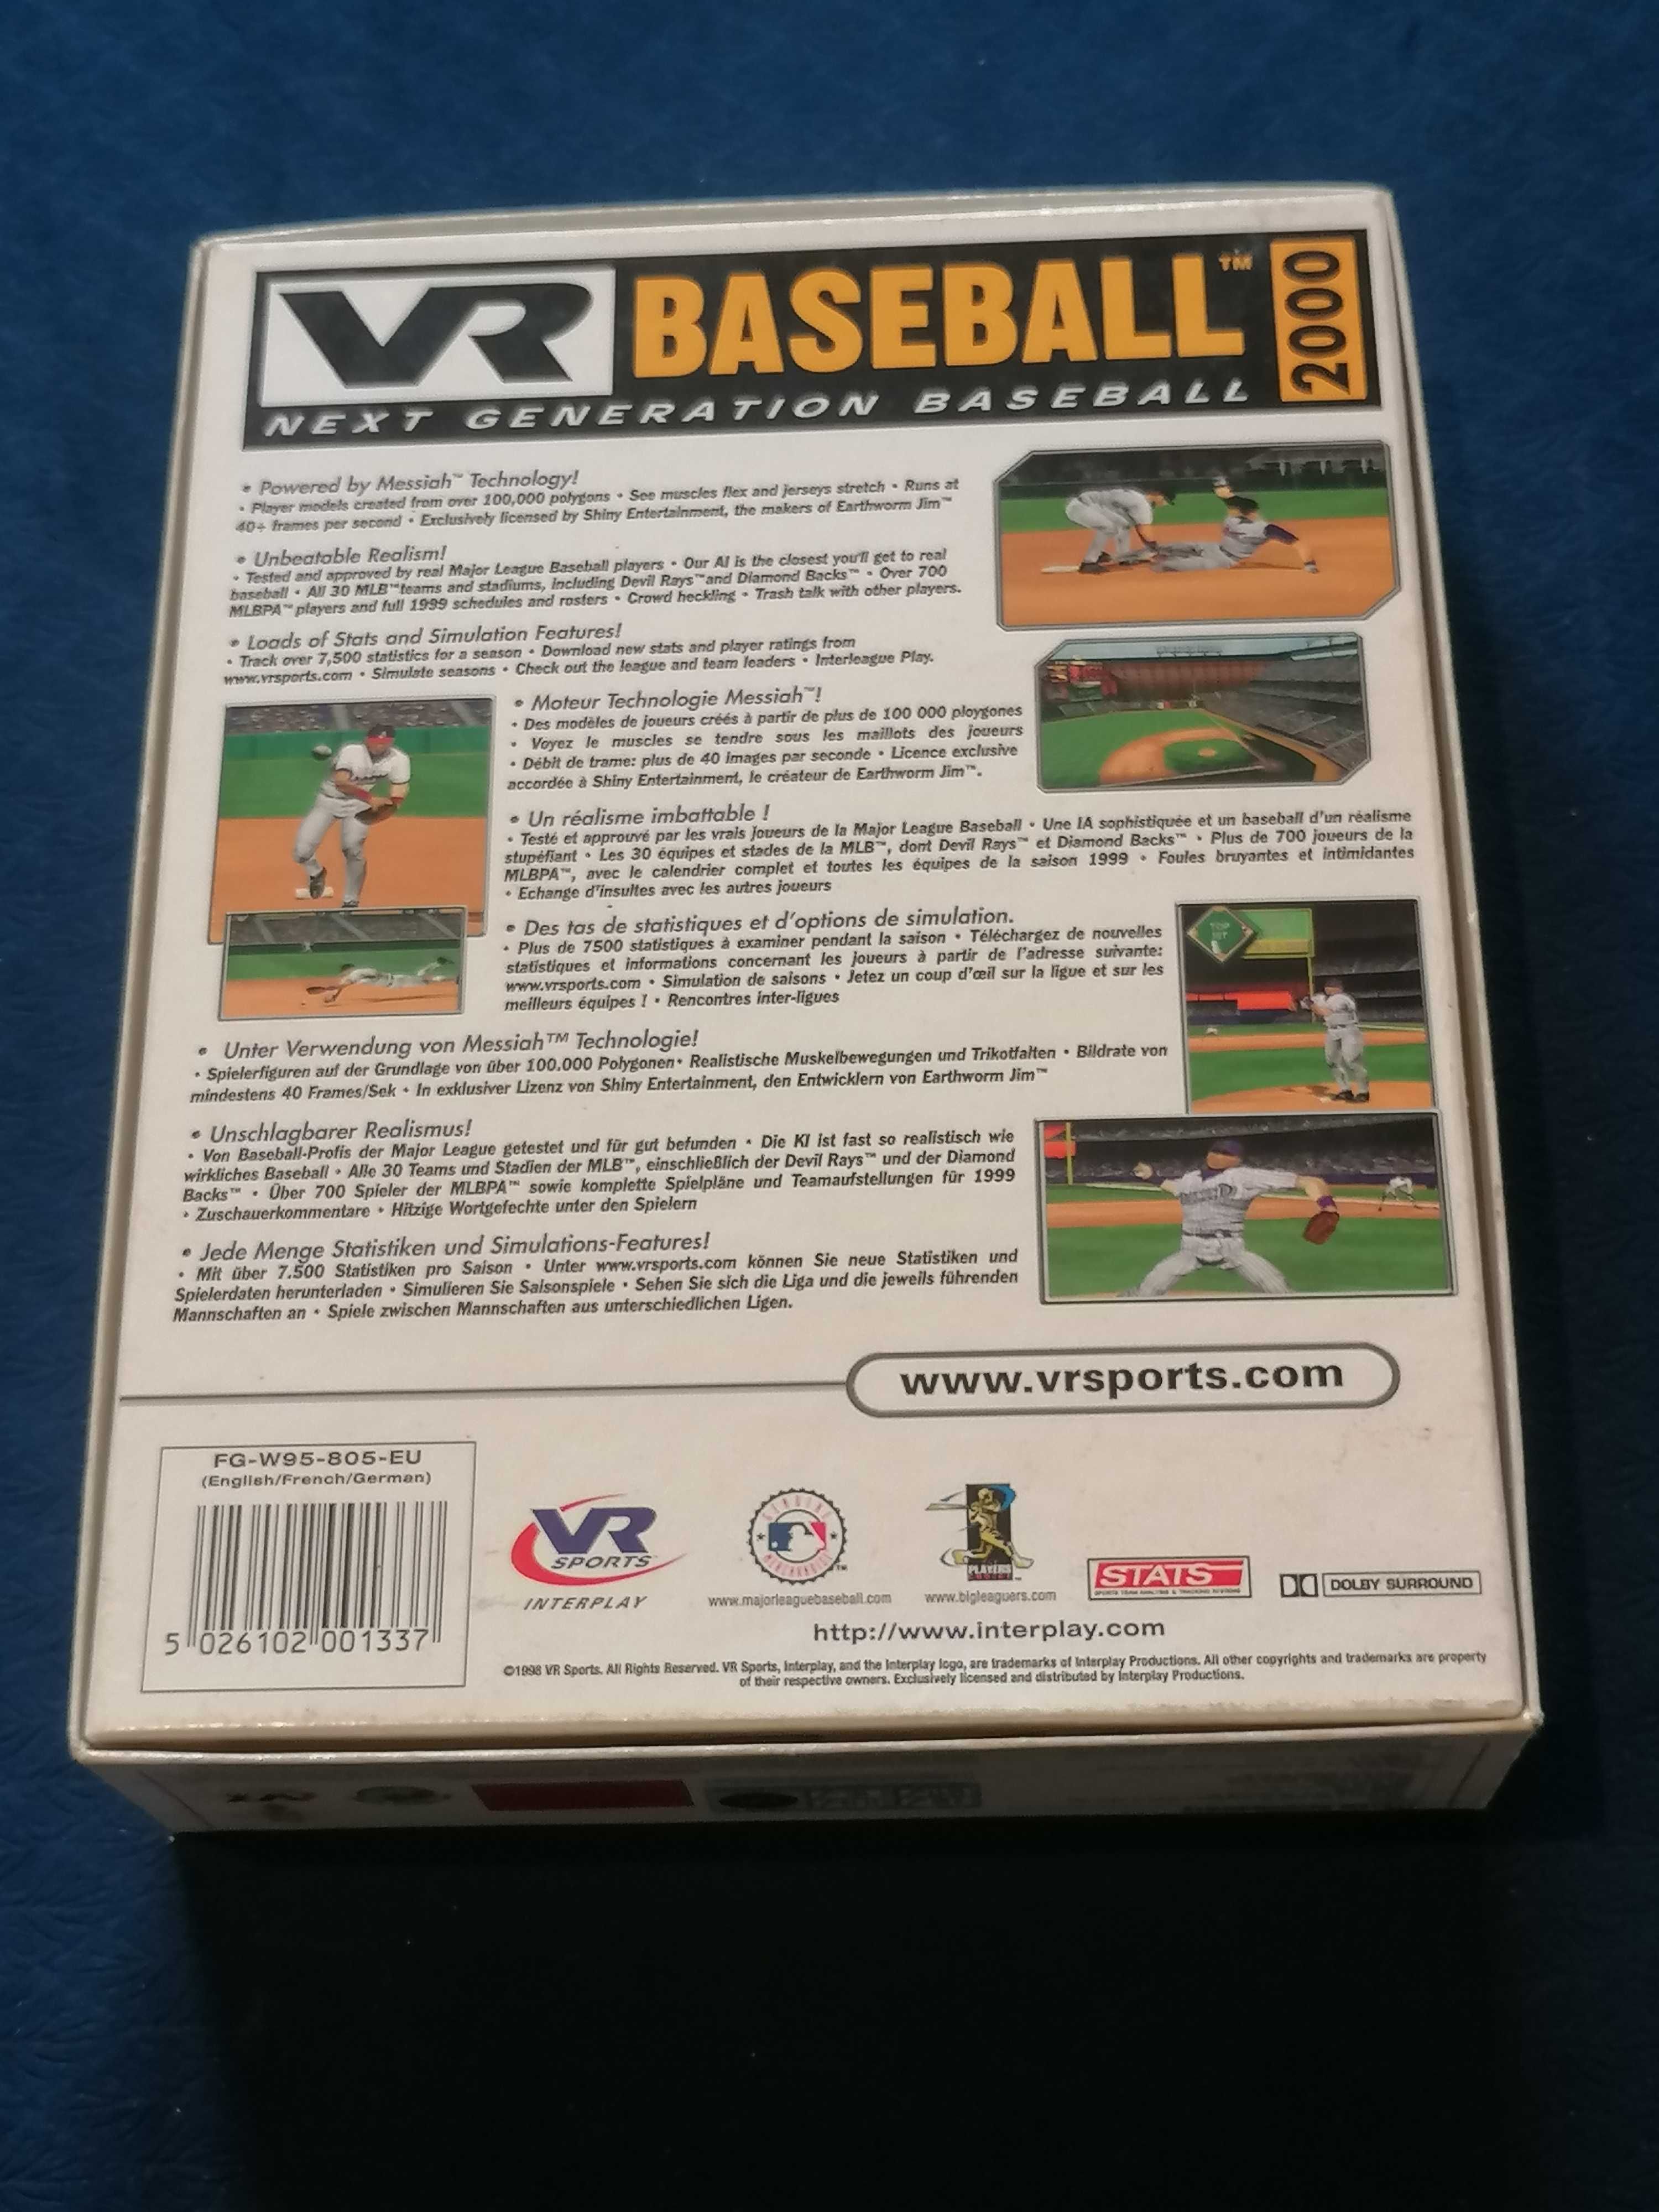 VR BASEBALL™ 2000
NEXT GENERATION BASEBALL
• Powered by Messiah™ Technology!
• Player models created from over 100,000 polygons • See muscles flex and jerseys stretch • Runs at
40+ frames per second • Exclusively licensed by Shiny Entertainment, the makers of Earthworm Jim™
• Unbeatable Realism!
• Tested and approved by real Major League Baseball players • Our AI is the closest you'll get to real
baseball • All 30 MLB™teams and stadiums, including Devil Rays™and Diamond Backs™ • Over 700
MLBPA™players and full 1999 schedules and rosters • Crowd heckling • Trash talk with other players.
• Loads of Stats and Simulation Features!
• Track over 7,500 statistics for a season • Download new stats and player ratings from
www.vrsports.com • Simulate seasons • Check out the league and team leaders • Interleague Play.
• Moteur Technologie Messiah™!
• Des modèles de joueurs créés à partir de plus de 100 000 ploygones
• Voyez le muscles se tendre sous les maillots des joueurs
• Débit de trame: plus de 40 Images par seconde • Licence exclusive
accordée à Shiny Entertainment, le créateur de Earthworm Jim™.
• Un réalisme imbattable !
• Testé et approuvé par les vrais joueurs de la Major League Baseball • Une IA sophistiquée et un baseball d'un réalisme
stupéfiant • Les 30 équipes et stades de la MLB™, dont Devil Rays™ et Diamond Backs™ • Plus de 700 joueurs de la
MLBPA™, avec le calendrier complet et toutes les équipes de la saison 1999 • Foules bruyantes et intimidantes
• Echange d'insultes avec les autres joueurs
• Des tas de statistiques et d'options de simulation.
• Plus de 7500 statistiques à examiner pendant la saison • Téléchargez de nouvelles
statistiques et informations concernant les joueurs à partir de l'adresse suivante:
www.vrsports.com • Simulation de saisons • Jetez un coup d'œil sur la ligue et sur les
meilleurs équipes ! • Rencontres inter-ligues
TOP
• Unter Verwendung von Messiah™ Technologie!
• Spielerfiguren auf der Grundlage von über 100.000 Polygonen• Realistische Muskelbewegungen und Trikotfalten • Bildrate von
mindestens 40 Frames/Sek • In exklusiver Lizenz von Shiny Entertainment, den Entwicklern von Earthworm Jim™
• Unschlagbarer Realismus!
• Von Baseball-Profis der Major League getestet und für gut befunden • Die KI ist fast so realistisch wie
wirkliches Baseball • Alle 30 Teams und Stadien der MLB™, einschließlich der Devil Rays™ und der Diamond
Backs™ • Über 700 Spieler der MLBPA™ sowie komplette Spielpläne und Teamaufstellungen für 1999
• Zuschauerkommentare • Hitzige Wortgefechte unter den Spielern
• Jede Menge Statistiken und Simulations-Features!
• Mit über 7.500 Statistiken pro Saison • Unter www.vrsports.com können Sie neue Statistiken und
Spielerdaten herunterladen • Simulieren Sie Saisonspiele • Sehen Sie sich die Liga und die jeweils führenden
Mannschaften an • Spiele zwischen Mannschaften aus unterschiedlichen Ligen.
www.vrsports.com
FG-W95-805-EU
(English/French/German)
5 026102 001337
VR
SPORTS
INTERPLAY
GENUINE MERCHANDISE™
www.majorleaguebaseball.com
PLAYERS
www.bigleaguers.com
STATS
DOLBY SURROUND
http://www.interplay.com
©1998 VR Sports. All Rights Reserved. VR Sports, Interplay, and the Interplay logo, are trademarks of Interplay Productions. All other copyrights and trademarks are property
of their respective owners. Exclusively licensed and distributed by Interplay Productions.